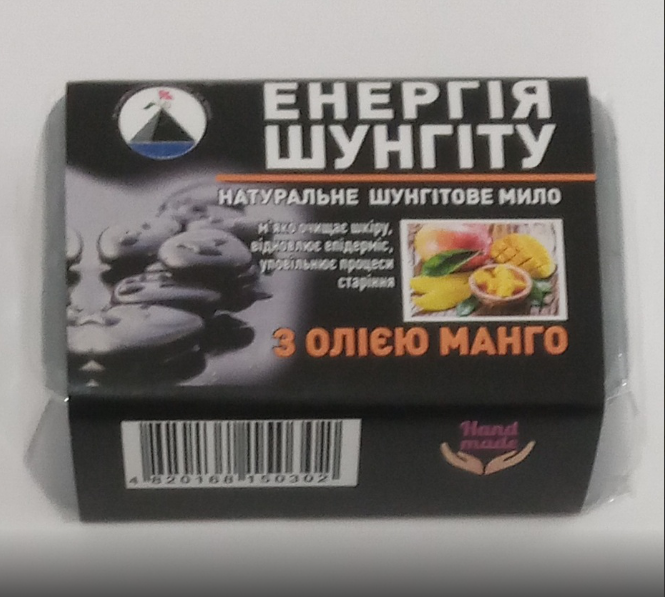 ЕНЕРГІЯ
ШУНГІТУ
НАТУРАЛЬНЕ ШУНГІТОВЕ МИЛО
м'яко очищає шкіру,
відновлює епідерміс,
уповільнює процеси
старіння
З ОЛІЄЮ МАНГО
4 820168 150302
Hand
made